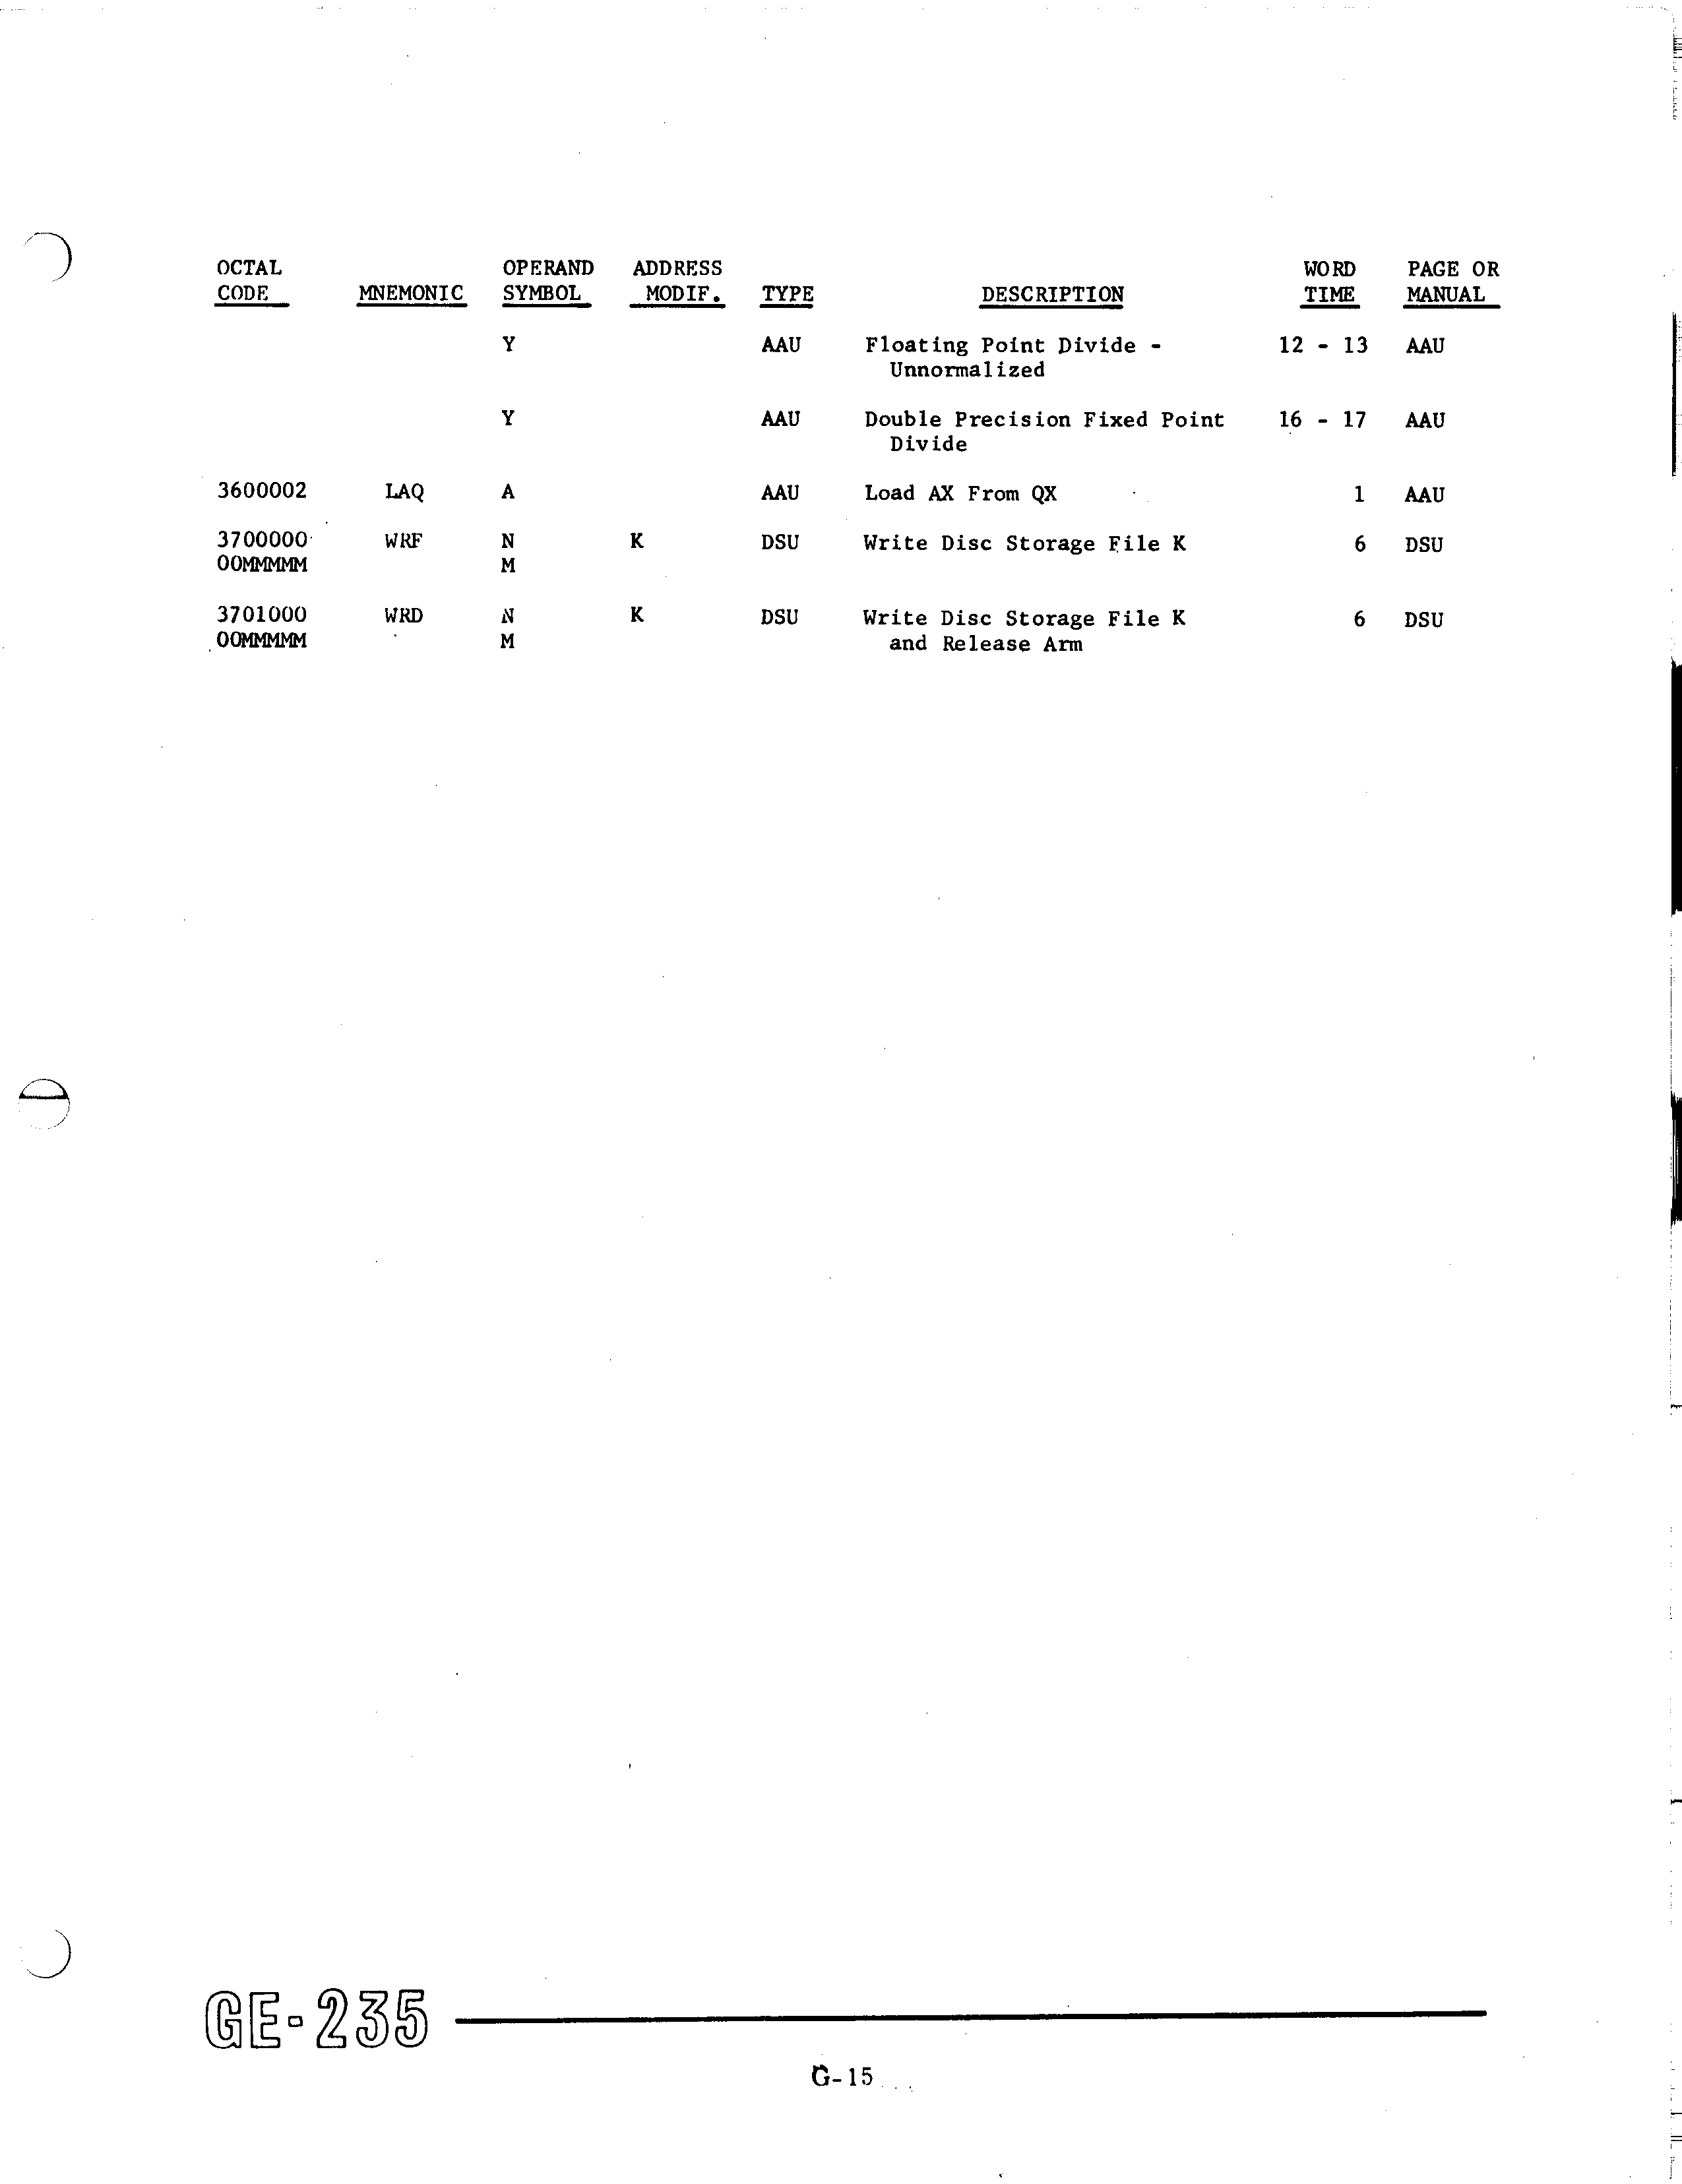 OCTAL OPERAND ADDRESS WORD PAGE OR
CODE MNEMONIC SYMBOL MODIF. TYPE DESCRIPTION TIME MANUAL
Y AAU Floating Point Divide - 12 - 13 AAU
Unnormalized
Y AAU Double Precision Fixed Point 16 - 17 AAU
Divide
3600002 LAQ A AAU Load AX From QX 1 AAU
3700000 WRF N K DSU Write Disc Storage File K 6 DSU
00MMMMM M
3701000 WRD N K DSU Write Disc Storage File K 6 DSU
00MMMMM M and Release Arm
GE-235
G-15